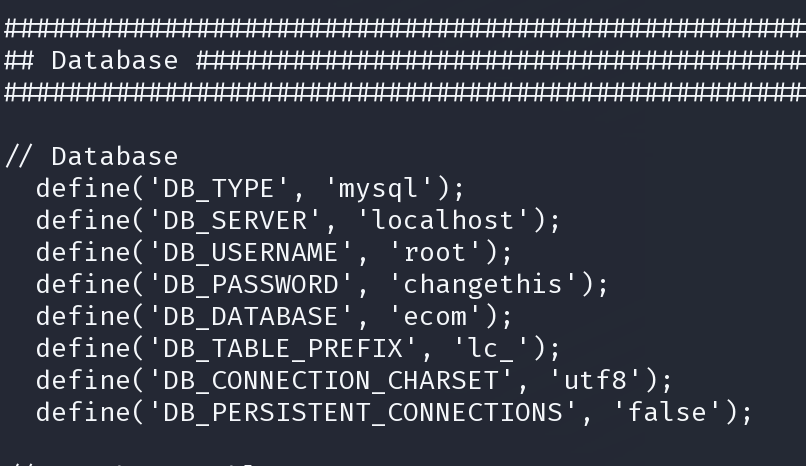 ##################################################
## Database ######################################
##################################################
// Database
define('DB_TYPE', 'mysql');
define('DB_SERVER', 'localhost');
define('DB_USERNAME', 'root');
define('DB_PASSWORD', 'changethis');
define('DB_DATABASE', 'ecom');
define('DB_TABLE_PREFIX', 'lc_');
define('DB_CONNECTION_CHARSET', 'utf8');
define('DB_PERSISTENT_CONNECTIONS', 'false');